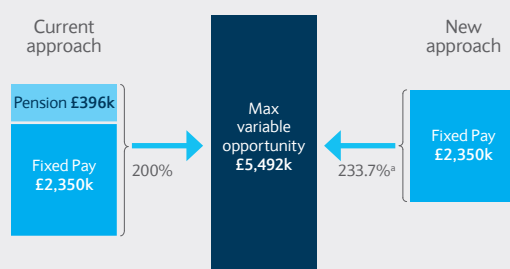 Current
approach
Pension £396k
Fixed Pay
£2,350k
200%
Max
variable
opportunity
£5,492k
233.7%ᵃ
New
approach
Fixed Pay
£2,350k